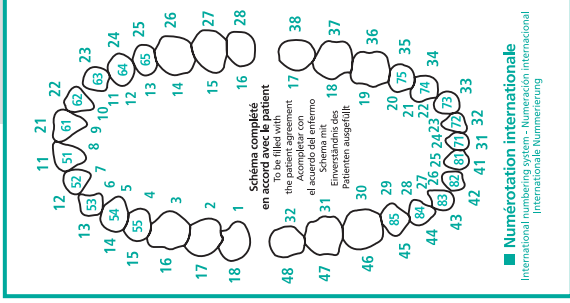 18 17 16 15 14 13 12 11 21 22 23 24 25 26 27 28
55 54 53 52 51 61 62 63 64 65
1 2 3 4 5 6 7 8 9 10 11 12 13 14 15 16
Schéma complété
en accord avec le patient
To be filled with
the patient agreement
Acompletar con
el acuerdo del enfermo
Schema mit
Einverständnis des
Patienten ausgefüllt
32 31 30 29 28 27 26 25 24 23 22 21 20 19 18 17
85 84 83 82 81 71 72 73 74 75
48 47 46 45 44 43 42 41 31 32 33 34 35 36 37 38
Numérotation internationale
International numbering system - Numeración internacional
Internationale Nummerierung